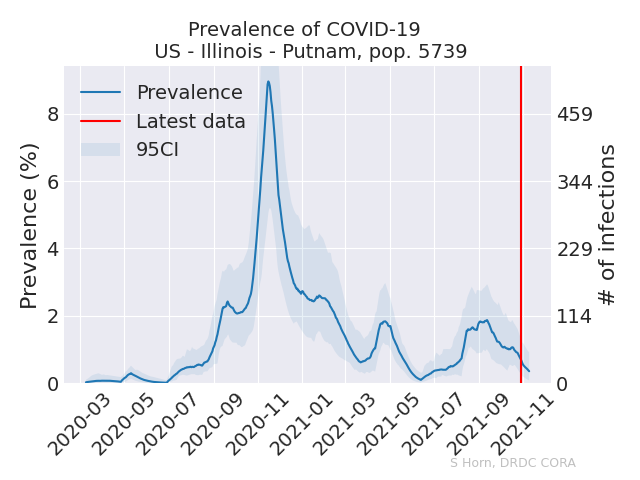 Prevalence of COVID-19
US - Illinois - Putnam, pop. 5739
Prevalence
Latest data
95CI
Prevalence (%)
8
6
4
2
0
459
344
229
114
0
# of infections
2020-03
2020-05
2020-07
2020-09
2020-11
2021-01
2021-03
2021-05
2021-07
2021-09
2021-11
S Horn, DRDC CORA